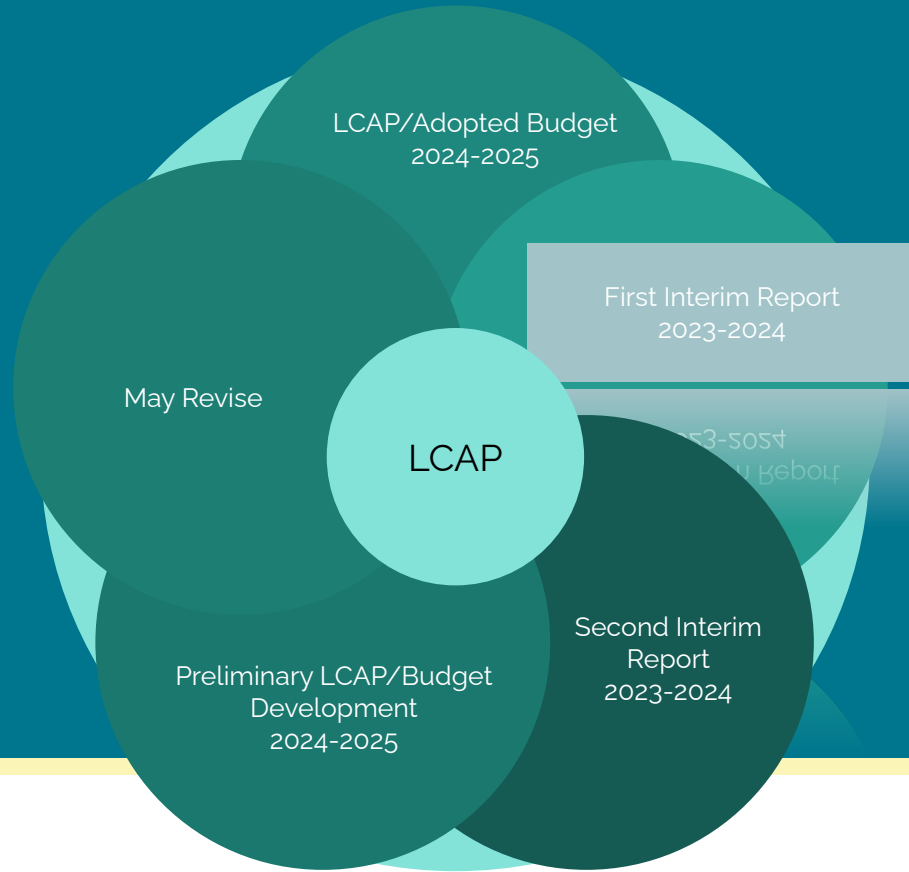 LCAP/Adopted Budget
2024-2025
First Interim Report
2023-2024
May Revise
LCAP
Second Interim
Report
2023-2024
Preliminary LCAP/Budget
Development
2024-2025